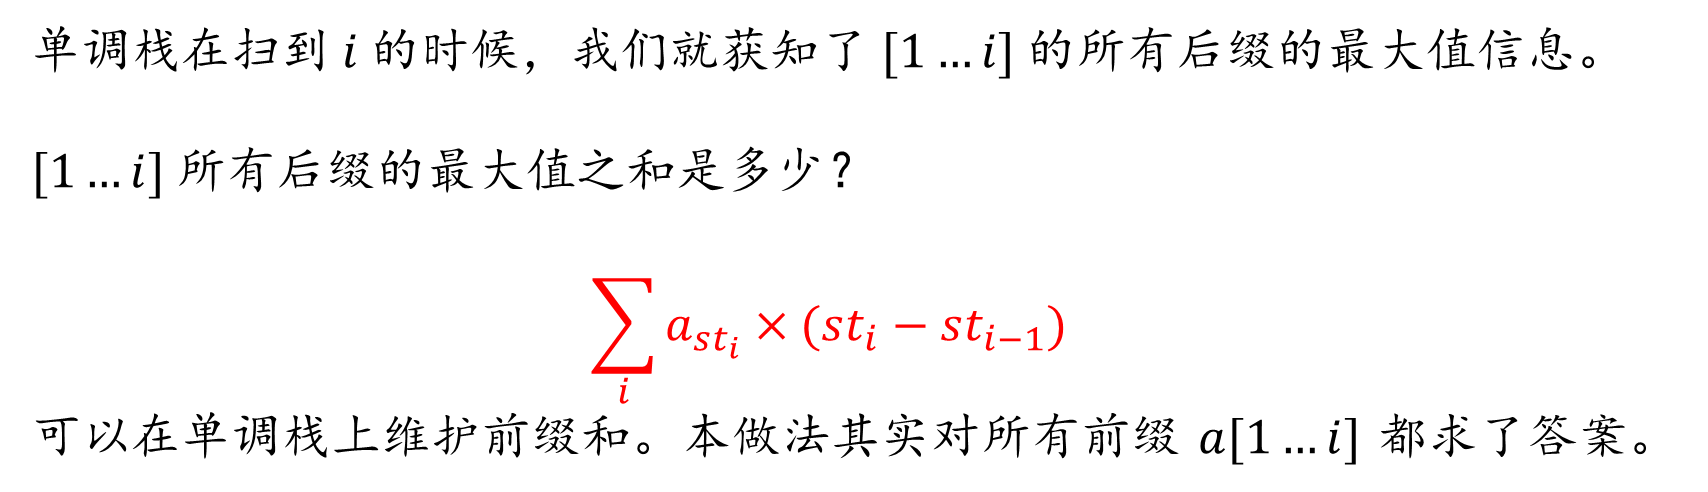 单调栈在扫到 i 的时候，我们就获知了 [1 … i] 的所有后缀的最大值信息。
[1 … i] 所有后缀的最大值之和是多少？
∑_i a_{st_i} × (st_i − st_{i−1})
可以在单调栈上维护前缀和。本做法其实对所有前缀 a[1 … i] 都求了答案。